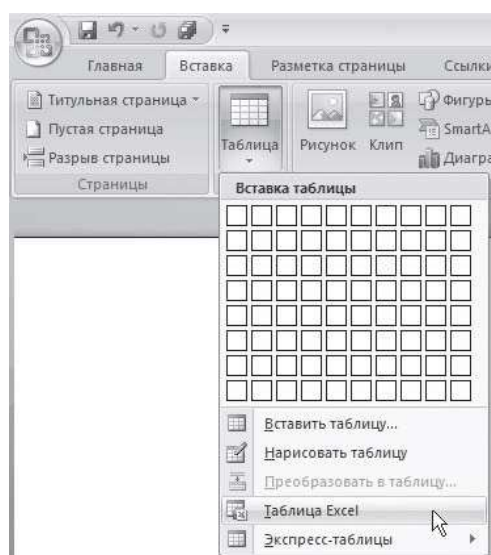 Главная Вставка Разметка страницы Ссылки
Титульная страница
Пустая страница
Разрыв страницы
Страницы
Таблица
Рисунок
Клип
Фигуры
SmartA
Диагра
Вставка таблицы
Вставить таблицу...
Нарисовать таблицу
Преобразовать в таблицу...
Таблица Excel
Экспресс-таблицы